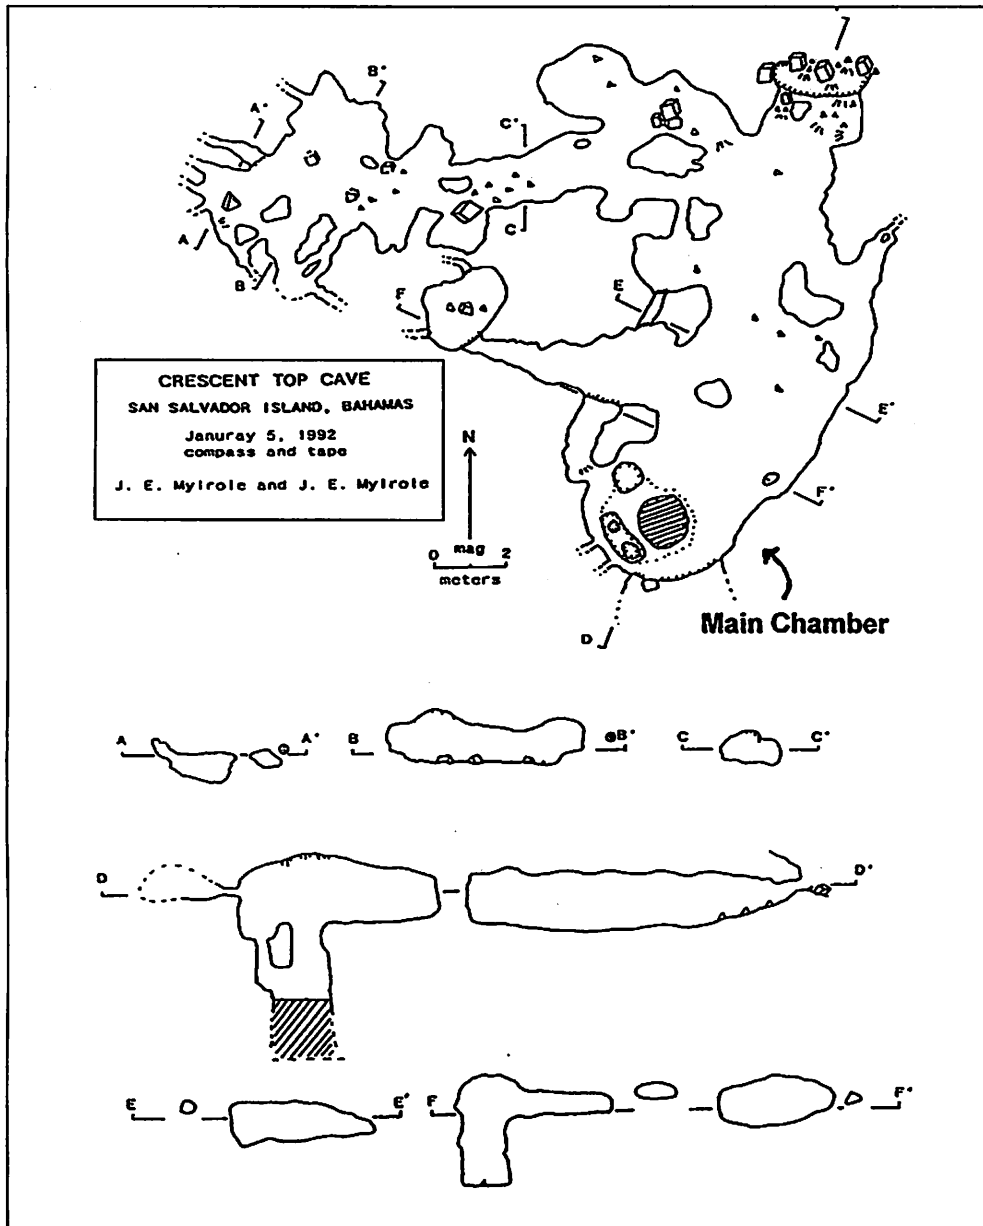 B'
A'
C'
A
B
C
F
E
CRESCENT TOP CAVE
SAN SALVADOR ISLAND, BAHAMAS
Januray 5, 1992
compass and tape
J. E. Mylroie and J. E. Mylroie
N
mag
0 2
meters
E'
F'
D
Main Chamber
A A' B B' C C'
D D'
E E' F F'